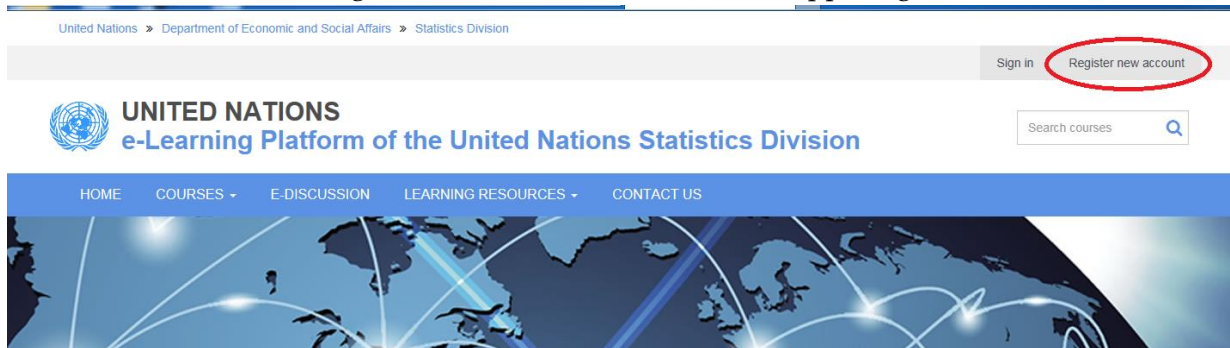 United Nations » Department of Economic and Social Affairs » Statistics Division
Sign in Register new account
UNITED NATIONS
e-Learning Platform of the United Nations Statistics Division
Search courses
HOME COURSES E-DISCUSSION LEARNING RESOURCES CONTACT US